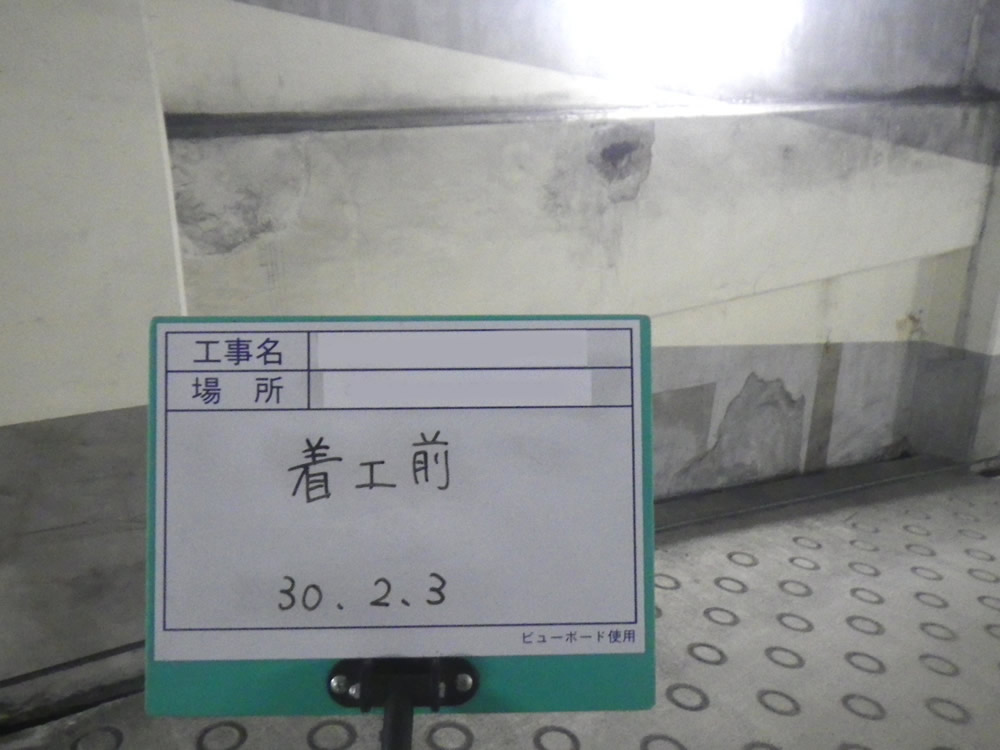 工事名
場 所
着工前
30.2.3
ビューボード使用